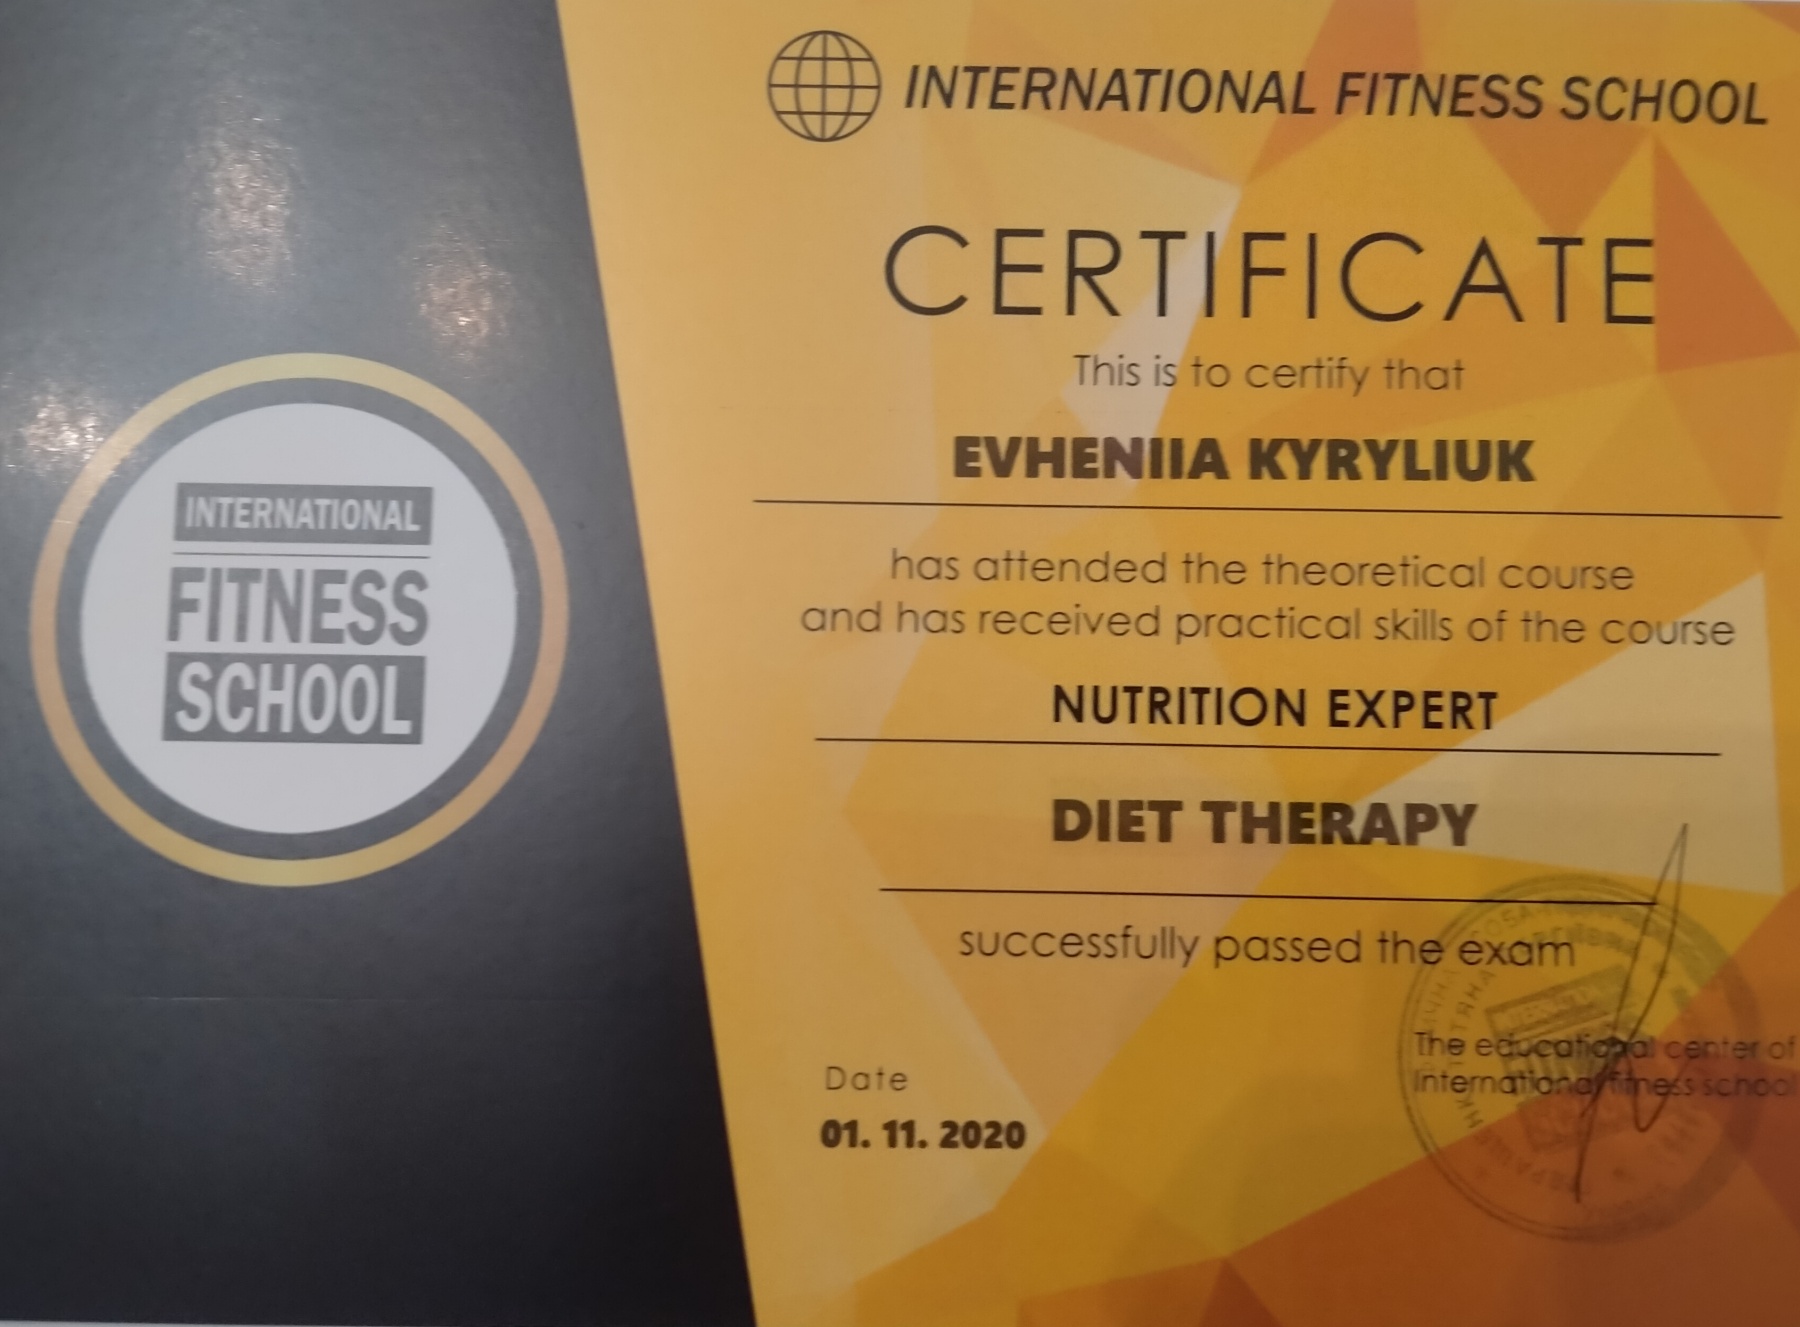 INTERNATIONAL FITNESS SCHOOL
CERTIFICATE
This is to certify that
EVHENIIA KYRYLIUK
has attended the theoretical course
and has received practical skills of the course
NUTRITION EXPERT
DIET THERAPY
successfully passed the exam
The educational center of
International fitness school
Date
01. 11. 2020
INTERNATIONAL
FITNESS
SCHOOL